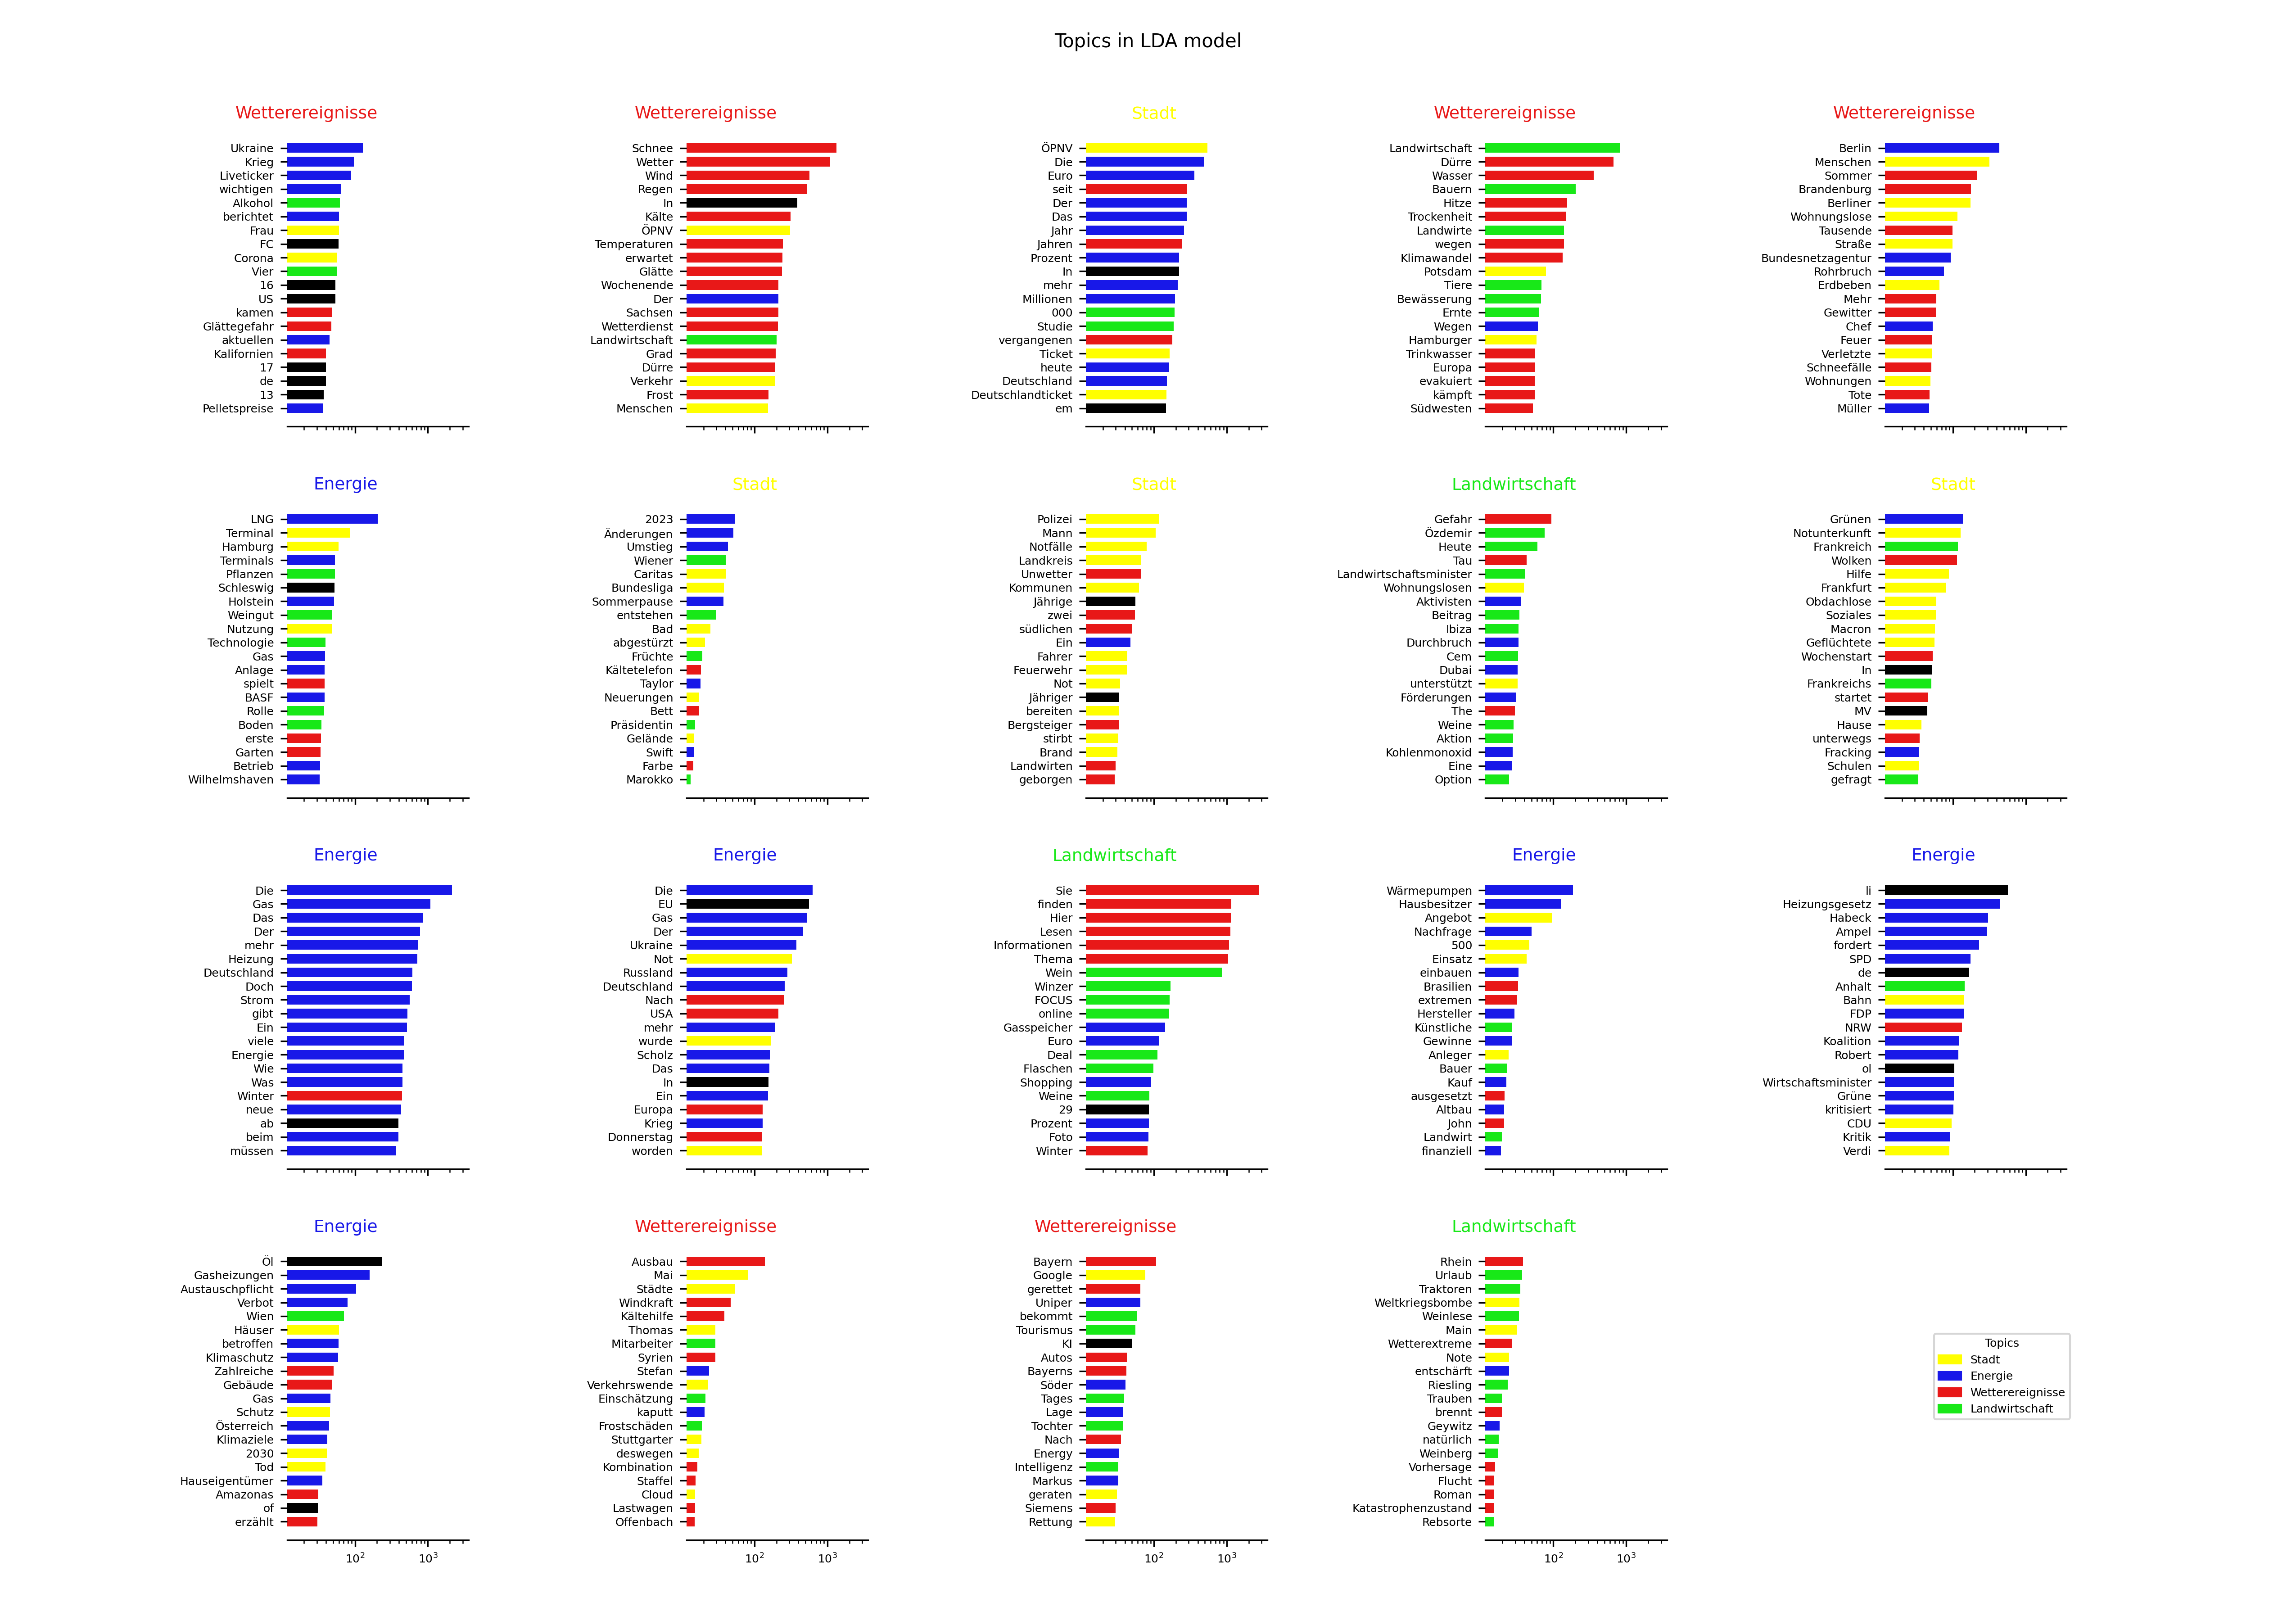 Topics in LDA model
Wetterereignisse
Ukraine
Krieg
Liveticker
wichtigen
Alkohol
berichtet
Frau
FC
Corona
Vier
16
US
kamen
Glättegefahr
aktuellen
Kalifornien
17
de
13
Pelletspreise
Wetterereignisse
Schnee
Wetter
Wind
Regen
In
Kälte
ÖPNV
Temperaturen
erwartet
Glätte
Wochenende
Der
Sachsen
Wetterdienst
Landwirtschaft
Grad
Dürre
Verkehr
Frost
Menschen
Stadt
ÖPNV
Die
Euro
seit
Der
Das
Jahr
Jahren
Prozent
In
mehr
Millionen
000
Studie
vergangenen
Ticket
heute
Deutschland
Deutschlandticket
em
Wetterereignisse
Landwirtschaft
Dürre
Wasser
Bauern
Hitze
Trockenheit
Landwirte
wegen
Klimawandel
Potsdam
Tiere
Bewässerung
Ernte
Wegen
Hamburger
Trinkwasser
Europa
evakuiert
kämpft
Südwesten
Wetterereignisse
Berlin
Menschen
Sommer
Brandenburg
Berliner
Wohnungslose
Tausende
Straße
Bundesnetzagentur
Rohrbruch
Erdbeben
Mehr
Gewitter
Chef
Feuer
Verletzte
Schneefälle
Wohnungen
Tote
Müller
Energie
LNG
Terminal
Hamburg
Terminals
Pflanzen
Schleswig
Holstein
Weingut
Nutzung
Technologie
Gas
Anlage
spielt
BASF
Rolle
Boden
erste
Garten
Betrieb
Wilhelmshaven
Stadt
2023
Änderungen
Umstieg
Wiener
Caritas
Bundesliga
Sommerpause
entstehen
Bad
abgestürzt
Früchte
Kältetelefon
Taylor
Neuerungen
Bett
Präsidentin
Gelände
Swift
Farbe
Marokko
Stadt
Polizei
Mann
Notfälle
Landkreis
Unwetter
Kommunen
Jährige
zwei
südlichen
Ein
Fahrer
Feuerwehr
Not
Jähriger
bereiten
Bergsteiger
stirbt
Brand
Landwirten
geborgen
Landwirtschaft
Gefahr
Özdemir
Heute
Tau
Landwirtschaftsminister
Wohnungslosen
Aktivisten
Beitrag
Ibiza
Durchbruch
Cem
Dubai
unterstützt
Förderungen
The
Weine
Aktion
Kohlenmonoxid
Eine
Option
Stadt
Grünen
Notunterkunft
Frankreich
Wolken
Hilfe
Frankfurt
Obdachlose
Soziales
Macron
Geflüchtete
Wochenstart
In
Frankreichs
startet
MV
Hause
unterwegs
Fracking
Schulen
gefragt
Energie
Die
Gas
Das
Der
mehr
Heizung
Deutschland
Doch
Strom
gibt
Ein
viele
Energie
Wie
Was
Winter
neue
ab
beim
müssen
Energie
Die
EU
Gas
Der
Ukraine
Not
Russland
Deutschland
Nach
USA
mehr
wurde
Scholz
Das
In
Ein
Europa
Krieg
Donnerstag
worden
Landwirtschaft
Sie
finden
Hier
Lesen
Informationen
Thema
Wein
Winzer
FOCUS
online
Gasspeicher
Euro
Deal
Flaschen
Shopping
Weine
29
Prozent
Foto
Winter
Energie
Wärmepumpen
Hausbesitzer
Angebot
Nachfrage
500
Einsatz
einbauen
Brasilien
extremen
Hersteller
Künstliche
Gewinne
Anleger
Bauer
Kauf
ausgesetzt
Altbau
John
Landwirt
finanziell
Energie
li
Heizungsgesetz
Habeck
Ampel
fordert
SPD
de
Anhalt
Bahn
FDP
NRW
Koalition
Robert
ol
Wirtschaftsminister
Grüne
kritisiert
CDU
Kritik
Verdi
Energie
Öl
Gasheizungen
Austauschpflicht
Verbot
Wien
Häuser
betroffen
Klimaschutz
Zahlreiche
Gebäude
Gas
Schutz
Österreich
Klimaziele
2030
Tod
Hauseigentümer
Amazonas
of
erzählt
10² 10³
Wetterereignisse
Ausbau
Mai
Städte
Windkraft
Kältehilfe
Thomas
Mitarbeiter
Syrien
Stefan
Verkehrswende
Einschätzung
kaputt
Frostschäden
Stuttgarter
deswegen
Kombination
Staffel
Cloud
Lastwagen
Offenbach
10² 10³
Wetterereignisse
Bayern
Google
gerettet
Uniper
bekommt
Tourismus
KI
Autos
Bayerns
Söder
Tages
Lage
Tochter
Nach
Energy
Intelligenz
Markus
geraten
Siemens
Rettung
10² 10³
Landwirtschaft
Rhein
Urlaub
Traktoren
Weltkriegsbombe
Weinlese
Main
Wetterextreme
Note
entschärft
Riesling
Trauben
brennt
Geywitz
natürlich
Weinberg
Vorhersage
Flucht
Roman
Katastrophenzustand
Rebsorte
10² 10³
Topics
Stadt
Energie
Wetterereignisse
Landwirtschaft